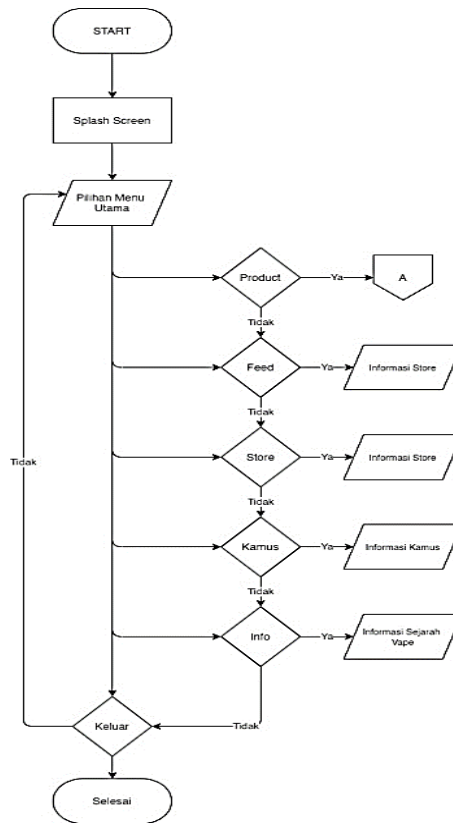 START
Splash Screen
Pilihan Menu
Utama
Product
Ya
A
Tidak
Feed
Ya
Informasi Store
Tidak
Store
Ya
Informasi Store
Tidak
Tidak
Kamus
Ya
Informasi Kamus
Tidak
Info
Ya
Informasi Sejarah
Vape
Keluar
Tidak
Selesai